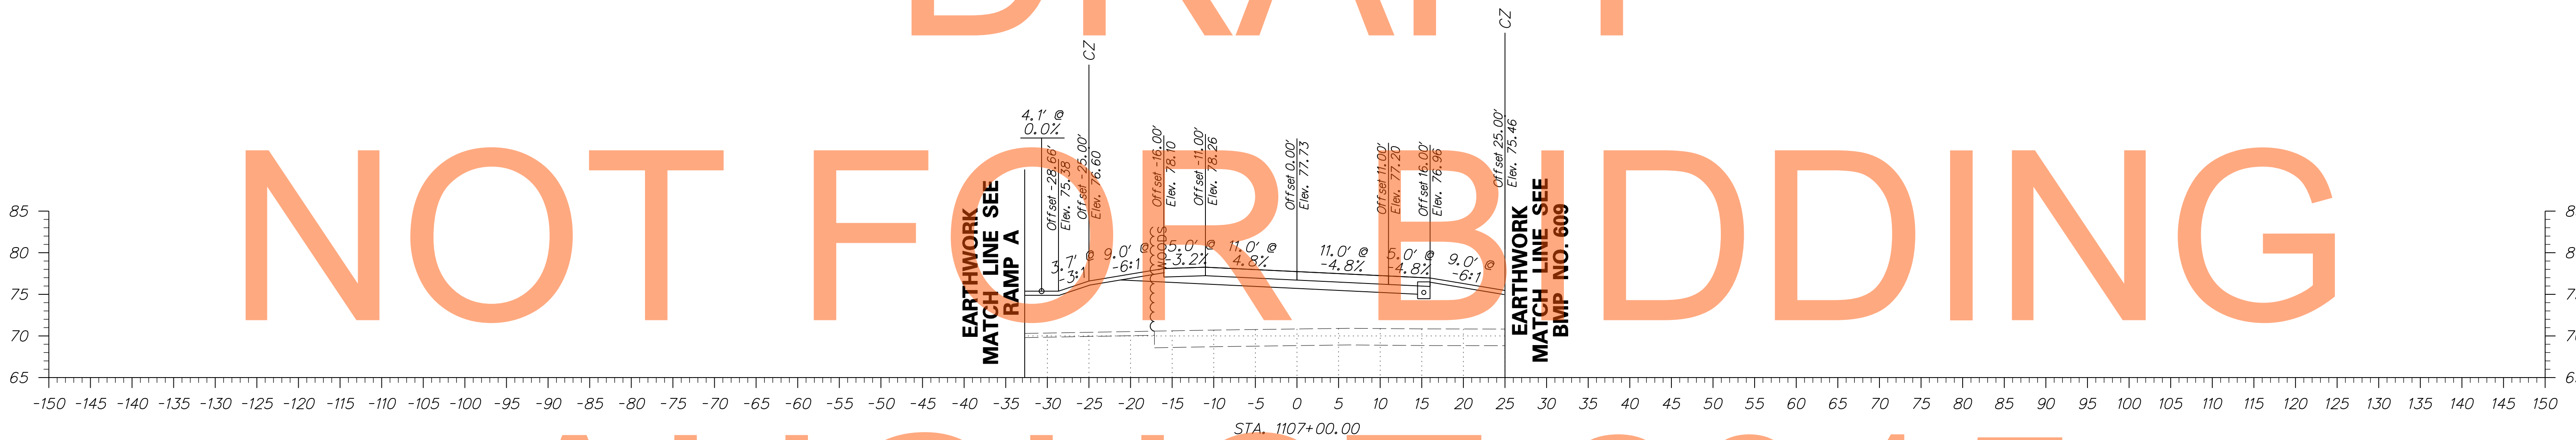 DRAFT
NOT FOR BIDDING
CZ
CZ
4.1' @
0.0%
Offset -28.66'
Elev. 75.38
Offset -25.00'
Elev. 76.60
Offset -16.00'
Elev. 78.10
Offset -11.00'
Elev. 78.26
Offset 0.00'
Elev. 77.73
Offset 11.00'
Elev. 77.20
Offset 16.00'
Elev. 76.96
Offset 25.00'
Elev. 75.46
EARTHWORK
MATCH LINE SEE
RAMP A
3.7' @
-3:1
9.0' @
-6:1
WOODS
5.0' @
-3.2%
11.0' @
4.8%
11.0' @
-4.8%
5.0' @
-4.8%
9.0' @
-6:1
EARTHWORK
MATCH LINE SEE
BMP NO. 609
85
80
75
70
65
-150 -145 -140 -135 -130 -125 -120 -115 -110 -105 -100 -95 -90 -85 -80 -75 -70 -65 -60 -55 -50 -45 -40 -35 -30 -25 -20 -15 -10 -5 0 5 10 15 20 25 30 35 40 45 50 55 60 65 70 75 80 85 90 95 100 105 110 115 120 125 130 135 140 145 150
STA. 1107+00.00